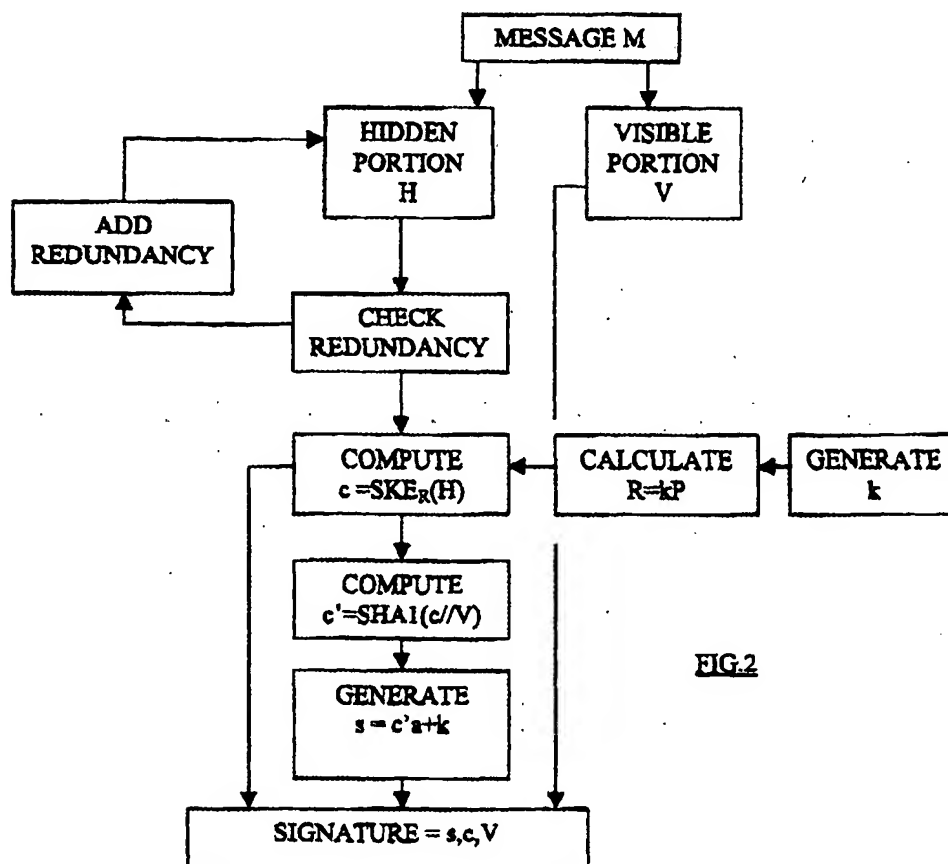 MESSAGE M
HIDDEN
PORTION
H
VISIBLE
PORTION
V
ADD
REDUNDANCY
CHECK
REDUNDANCY
COMPUTE
c =SKE_R(H)
CALCULATE
R=kP
GENERATE
k
COMPUTE
c'=SHA1(c//V)
GENERATE
s = c'a+k
FIG.2
SIGNATURE = s,c,V